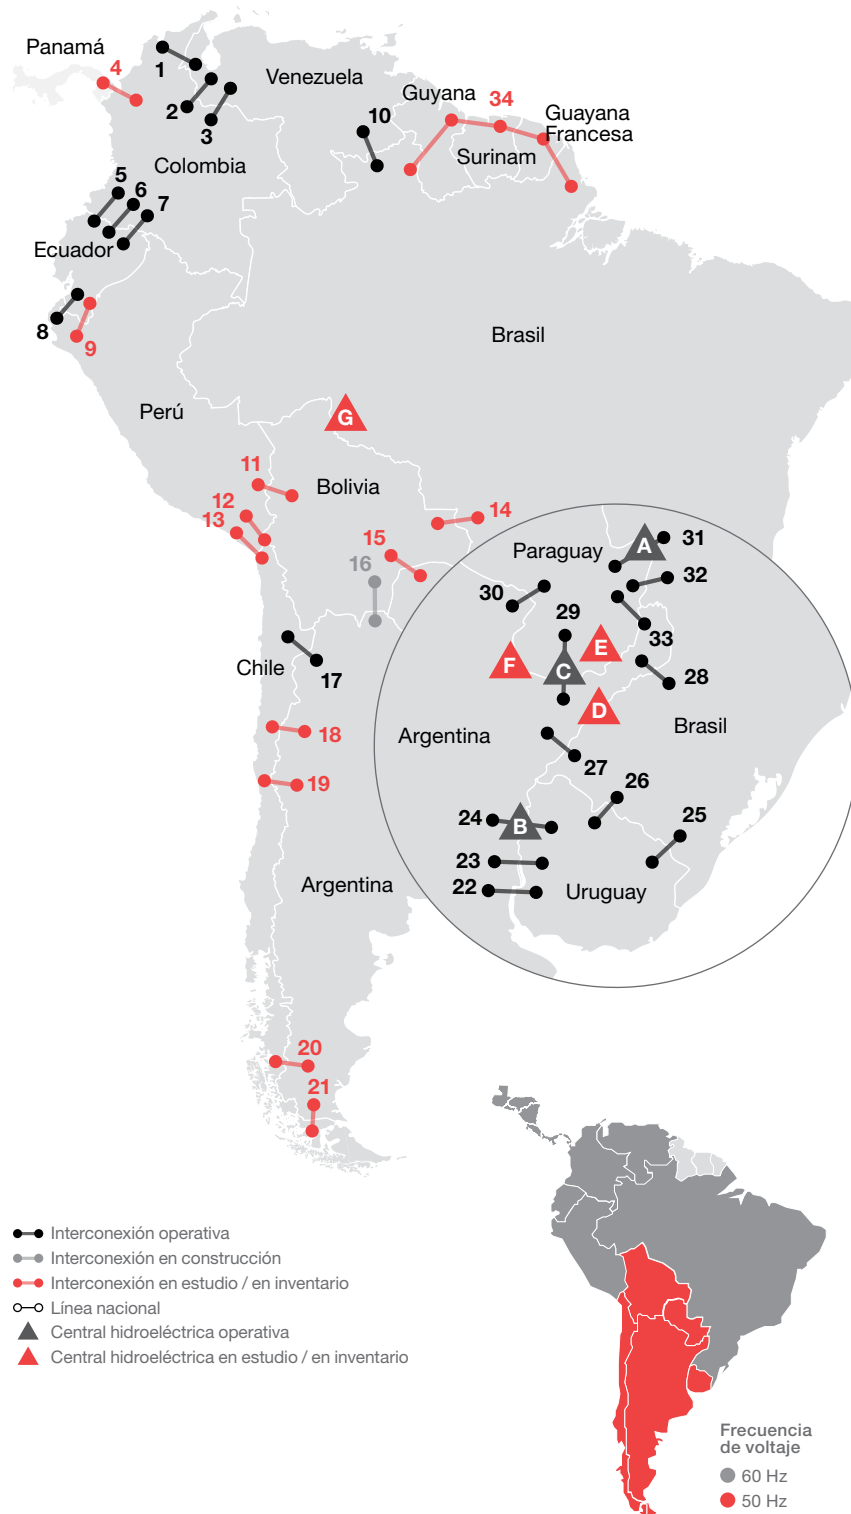 Panamá
4
1
Venezuela
2
3
10
Guyana
34
Guayana
Francesa
Surinam
Colombia
5
6
7
Ecuador
8
9
Brasil
Perú
G
11
Bolivia
12
13
14
15
16
Paraguay
A
31
32
30
29
33
E
F
C
28
D
Chile
17
18
19
Argentina
Brasil
27
26
24
B
25
23
22
Uruguay
Argentina
20
21
Interconexión operativa
Interconexión en construcción
Interconexión en estudio / en inventario
Línea nacional
Central hidroeléctrica operativa
Central hidroeléctrica en estudio / en inventario
Frecuencia
de voltaje
60 Hz
50 Hz